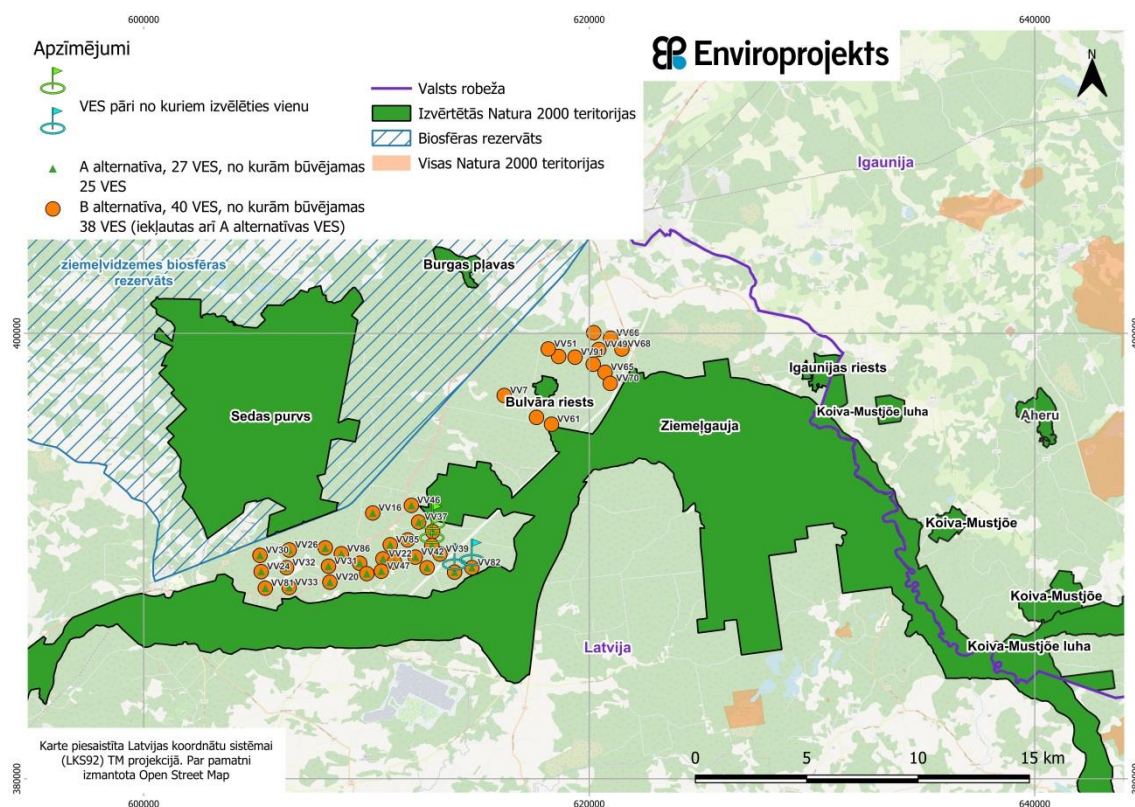 600000
620000
640000
Apzīmējumi
VES pāri no kuriem izvēlēties vienu
A alternatīva, 27 VES, no kurām būvējamas
25 VES
B alternatīva, 40 VES, no kurām būvējamas
38 VES (iekļautas arī A alternatīvas VES)
Valsts robeža
Izvērtētās Natura 2000 teritorijas
Biosfēras rezervāts
Visas Natura 2000 teritorijas
Enviroprojekts
N
Igaunija
ziemeļvidzemes biosfēras
rezervāts
Burgas pļavas
400000
400000
VV66
VV51
VV49
VV68
VV91
VV65
VV70
VV7
Bulvāra riests
VV61
Igaunijas riests
Koiva-Mustjõe luha
Aheru
Sedas purvs
Ziemeļgauja
VV46
VV16
VV37
VV26
VV85
VV30
VV86
VV22
VV42
VV39
VV24
VV32
VV31
VV47
VV82
VV81
VV33
VV20
Koiva-Mustjõe
Koiva-Mustjõe
Koiva-Mustjõe luha
Latvija
Karte piesaistīta Latvijas koordnātu sistēmai
(LKS92) TM projekcijā. Par pamatni
izmantota Open Street Map
0
5
10
15 km
380000
380000
600000
620000
640000